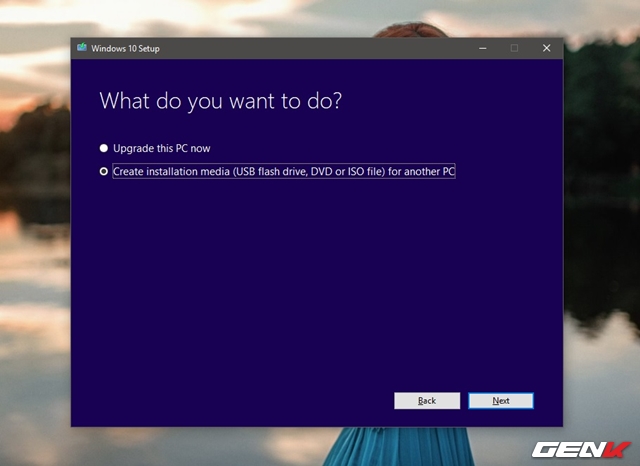 Windows 10 Setup
What do you want to do?
Upgrade this PC now
Create installation media (USB flash drive, DVD or ISO file) for another PC
Back
Next
GENK